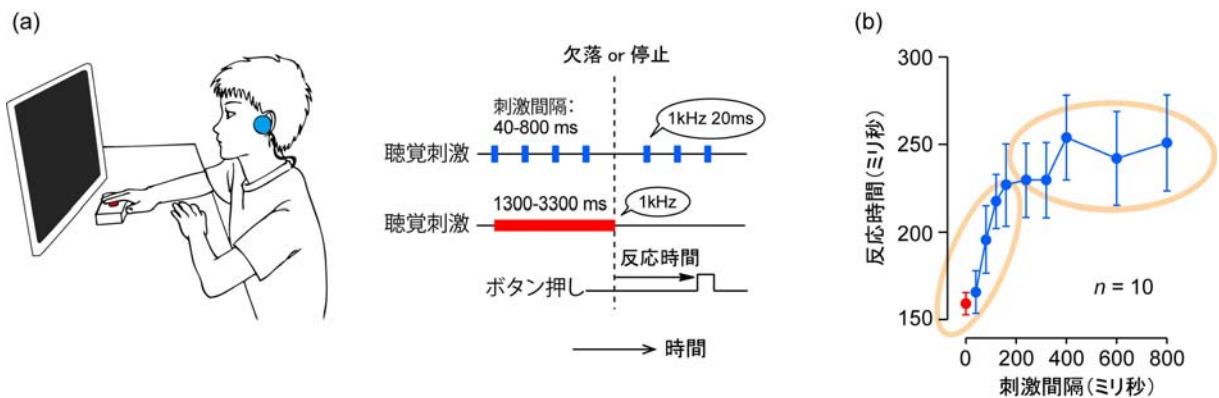 (a)
欠落 or 停止
刺激間隔:
40-800 ms
1kHz 20ms
聴覚刺激
1300-3300 ms
1kHz
聴覚刺激
反応時間
ボタン押し
時間
(b)
300
250
200
150
反応時間(ミリ秒)
n = 10
0 200 400 600 800
刺激間隔(ミリ秒)